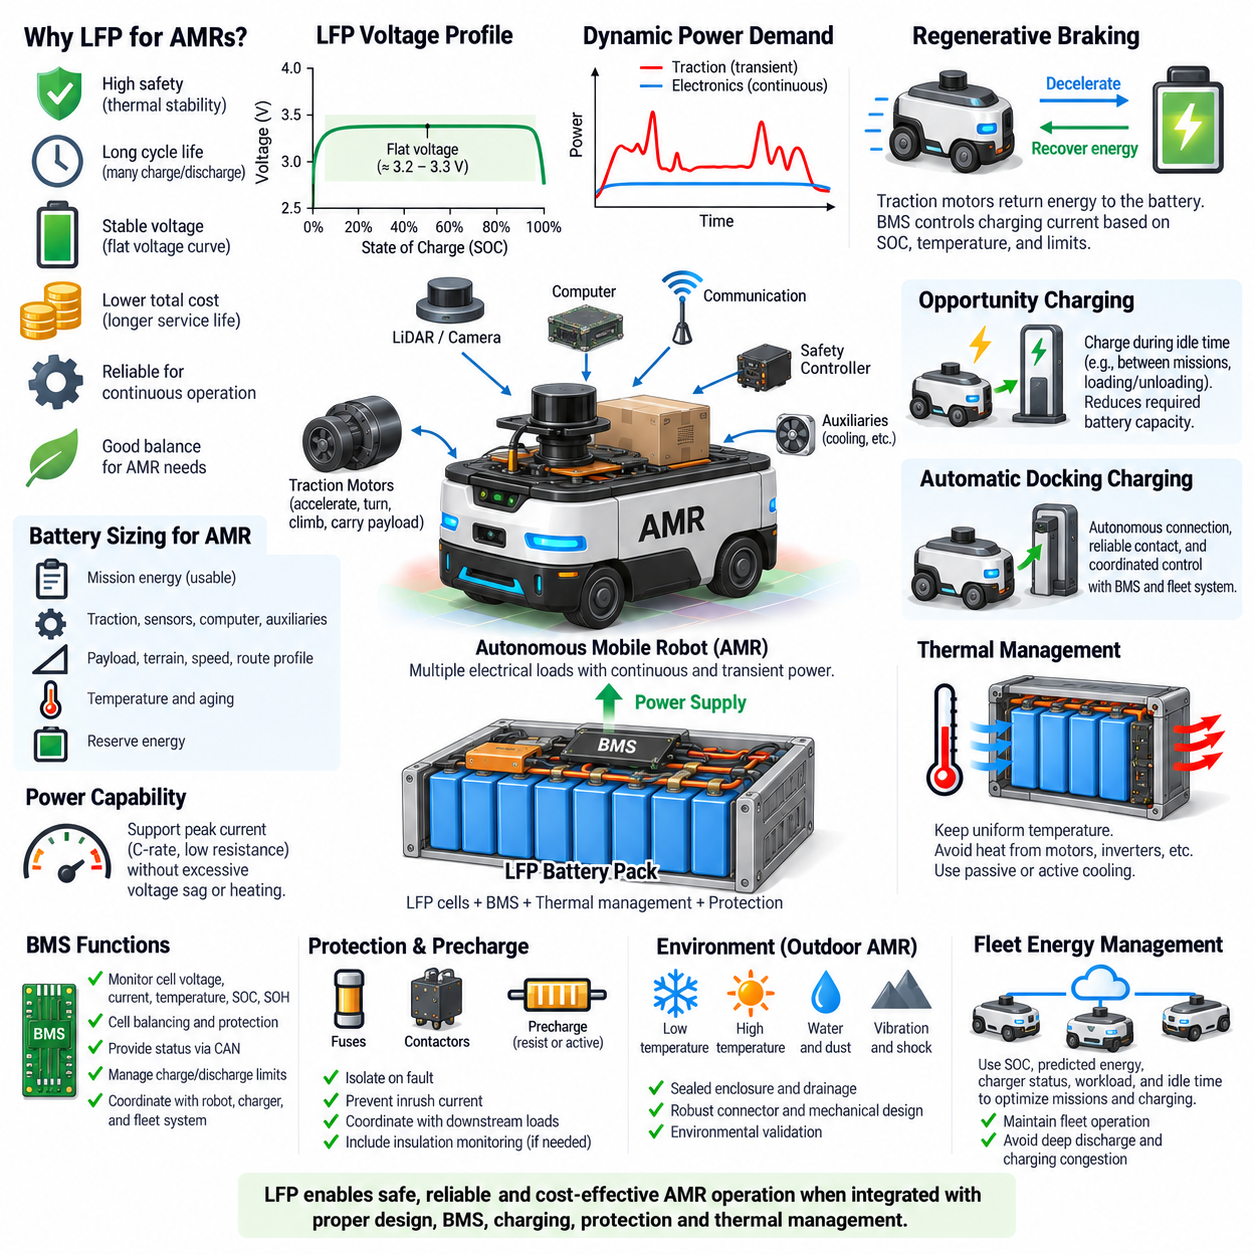 Why LFP for AMRs?
High safety
(thermal stability)
Long cycle life
(many charge/discharge)
Stable voltage
(flat voltage curve)
Lower total cost
(longer service life)
Reliable for
continuous operation
Good balance
for AMR needs
LFP Voltage Profile
Voltage (V)
4.0
3.5
3.0
2.5
Flat voltage
(≈ 3.2 – 3.3 V)
0% 20% 40% 60% 80% 100%
State of Charge (SOC)
Dynamic Power Demand
Traction (transient)
Electronics (continuous)
Power
Time
Regenerative Braking
Decelerate
Recover energy
Traction motors return energy to the battery.
BMS controls charging current based on
SOC, temperature, and limits.
LiDAR / Camera
Computer
Communication
Safety
Controller
Auxiliaries
(cooling, etc.)
Traction Motors
(accelerate, turn,
climb, carry payload)
AMR
Autonomous Mobile Robot (AMR)
Multiple electrical loads with continuous and transient power.
Power Supply
BMS
LFP Battery Pack
LFP cells + BMS + Thermal management + Protection
Opportunity Charging
Charge during idle time
(e.g., between missions,
loading/unloading).
Reduces required
battery capacity.
Automatic Docking Charging
Autonomous connection,
reliable contact, and
coordinated control
with BMS and fleet system.
Thermal Management
Keep uniform temperature.
Avoid heat from motors, inverters, etc.
Use passive or active cooling.
Battery Sizing for AMR
Mission energy (usable)
Traction, sensors, computer, auxiliaries
Payload, terrain, speed, route profile
Temperature and aging
Reserve energy
Power Capability
Support peak current
(C-rate, low resistance)
without excessive
voltage sag or heating.
BMS Functions
BMS
Monitor cell voltage,
current, temperature, SOC, SOH
Cell balancing and protection
Provide status via CAN
Manage charge/discharge limits
Coordinate with robot, charger,
and fleet system
Protection & Precharge
Fuses
Contactors
Precharge
(resist or active)
Isolate on fault
Prevent inrush current
Coordinate with downstream loads
Include insulation monitoring (if needed)
Environment (Outdoor AMR)
Low
temperature
High
temperature
Water
and dust
Vibration
and shock
Sealed enclosure and drainage
Robust connector and mechanical design
Environmental validation
Fleet Energy Management
Use SOC, predicted energy,
charger status, workload, and idle time
to optimize missions and charging.
Maintain fleet operation
Avoid deep discharge and
charging congestion
LFP enables safe, reliable and cost-effective AMR operation when integrated with
proper design, BMS, charging, protection and thermal management.